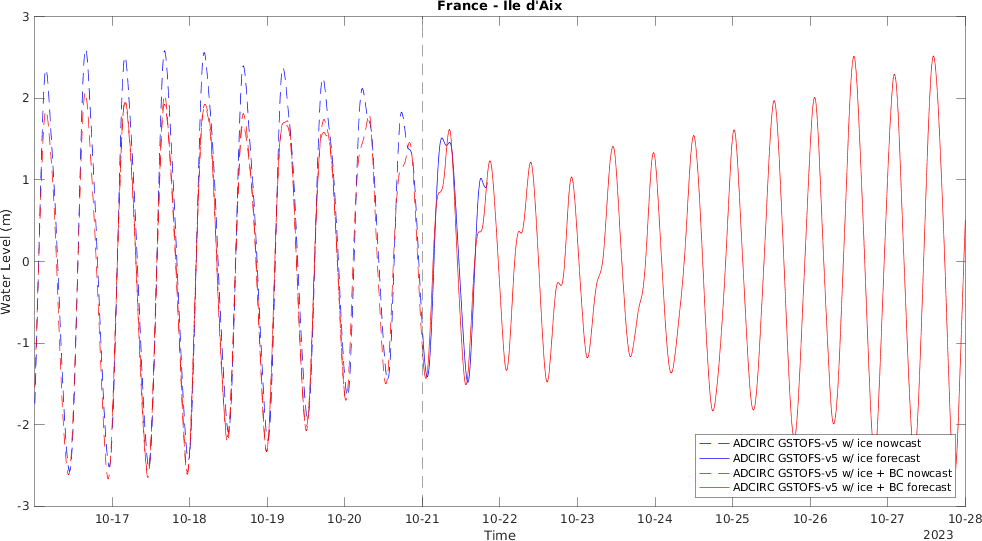 France - Ile d'Aix
3
2
1
0
-1
-2
-3
Water Level (m)
ADCIRC GSTOFS-v5 w/ ice nowcast
ADCIRC GSTOFS-v5 w/ ice forecast
ADCIRC GSTOFS-v5 w/ ice + BC nowcast
ADCIRC GSTOFS-v5 w/ ice + BC forecast
10-17 10-18 10-19 10-20 10-21 10-22 10-23 10-24 10-25 10-26 10-27 10-28
Time
2023